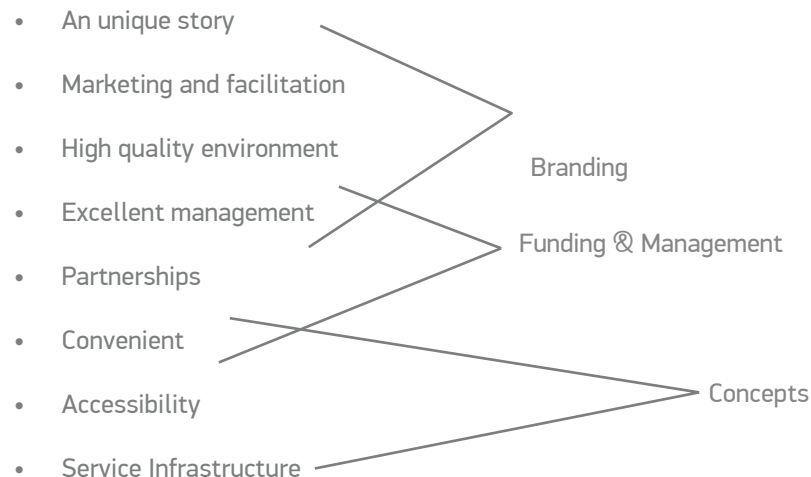 • An unique story
• Marketing and facilitation
• High quality environment
• Excellent management
• Partnerships
• Convenient
• Accessibility
• Service Infrastructure
Branding
Funding & Management
Concepts